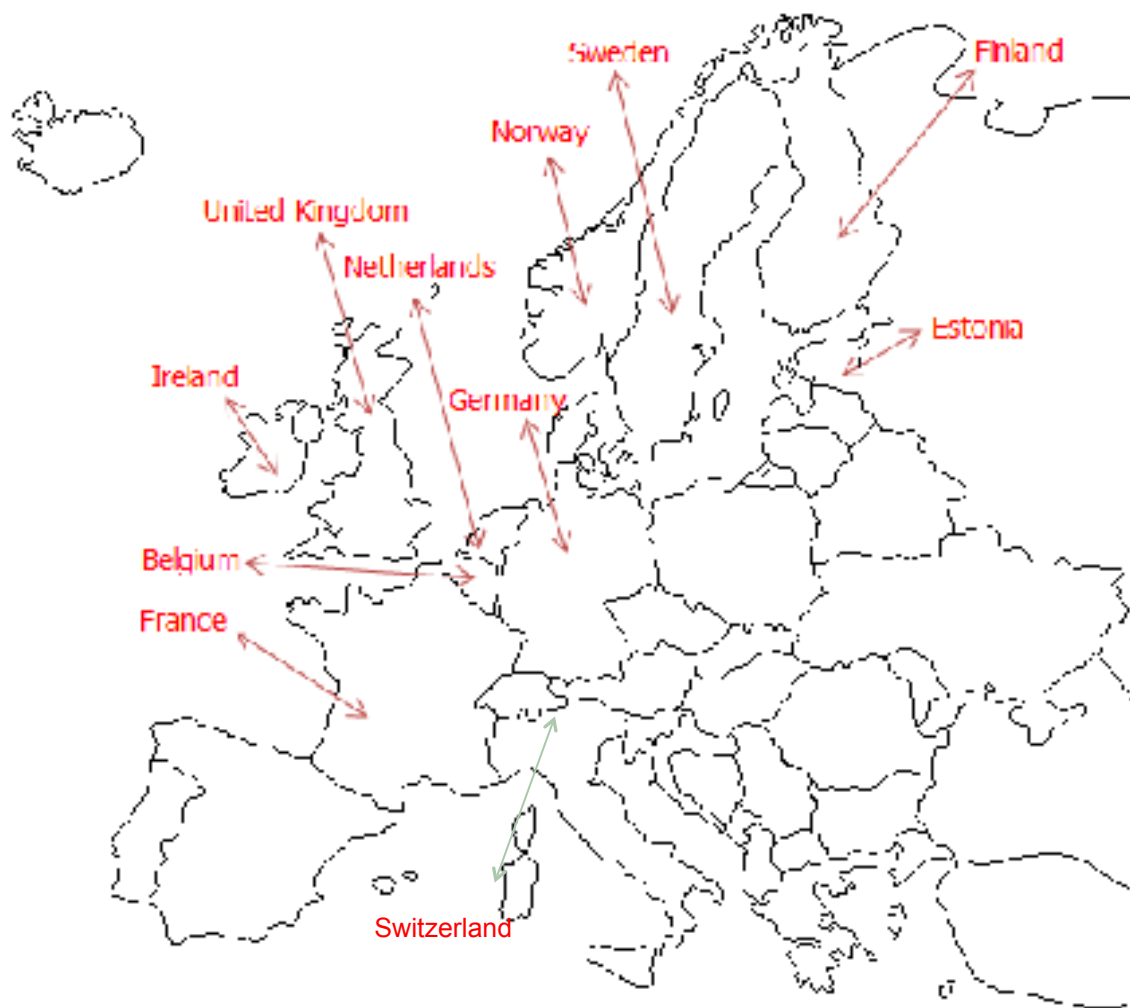 Sweden
Finland
Norway
United Kingdom
Netherlands
Estonia
Ireland
Germany
Belgium
France
Switzerland